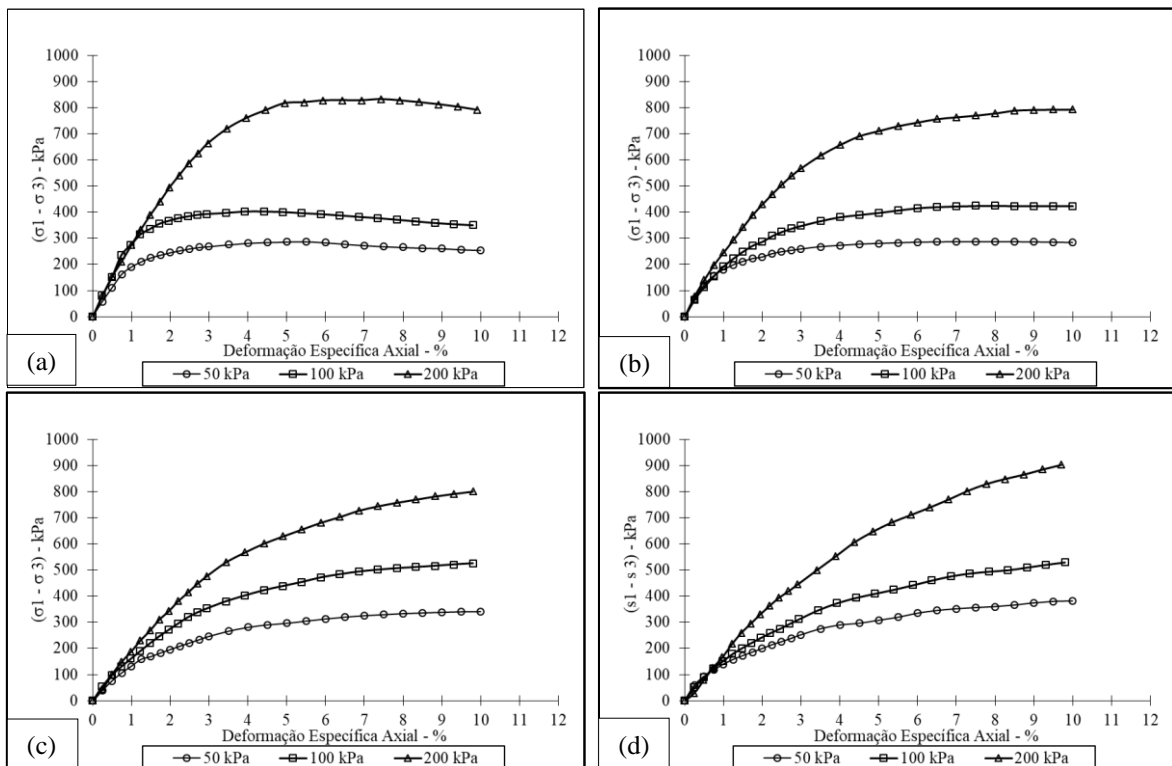 1000
900
800
700
600
500
400
300
200
100
0
(σ1 - σ 3) - kPa
0 1 2 3 4 5 6 7 8 9 10 11 12
Deformação Específica Axial - %
50 kPa 100 kPa 200 kPa
(a)
1000
900
800
700
600
500
400
300
200
100
0
(σ1 - σ 3) - kPa
0 1 2 3 4 5 6 7 8 9 10 11 12
Deformação Específica Axial - %
50 kPa 100 kPa 200 kPa
(b)
1000
900
800
700
600
500
400
300
200
100
0
(σ1 - σ 3) - kPa
0 1 2 3 4 5 6 7 8 9 10 11 12
Deformação Específica Axial - %
50 kPa 100 kPa 200 kPa
(c)
1000
900
800
700
600
500
400
300
200
100
0
(s1 - s 3) - kPa
0 1 2 3 4 5 6 7 8 9 10 11 12
Deformação Específica Axial - %
50 kPa 100 kPa 200 kPa
(d)